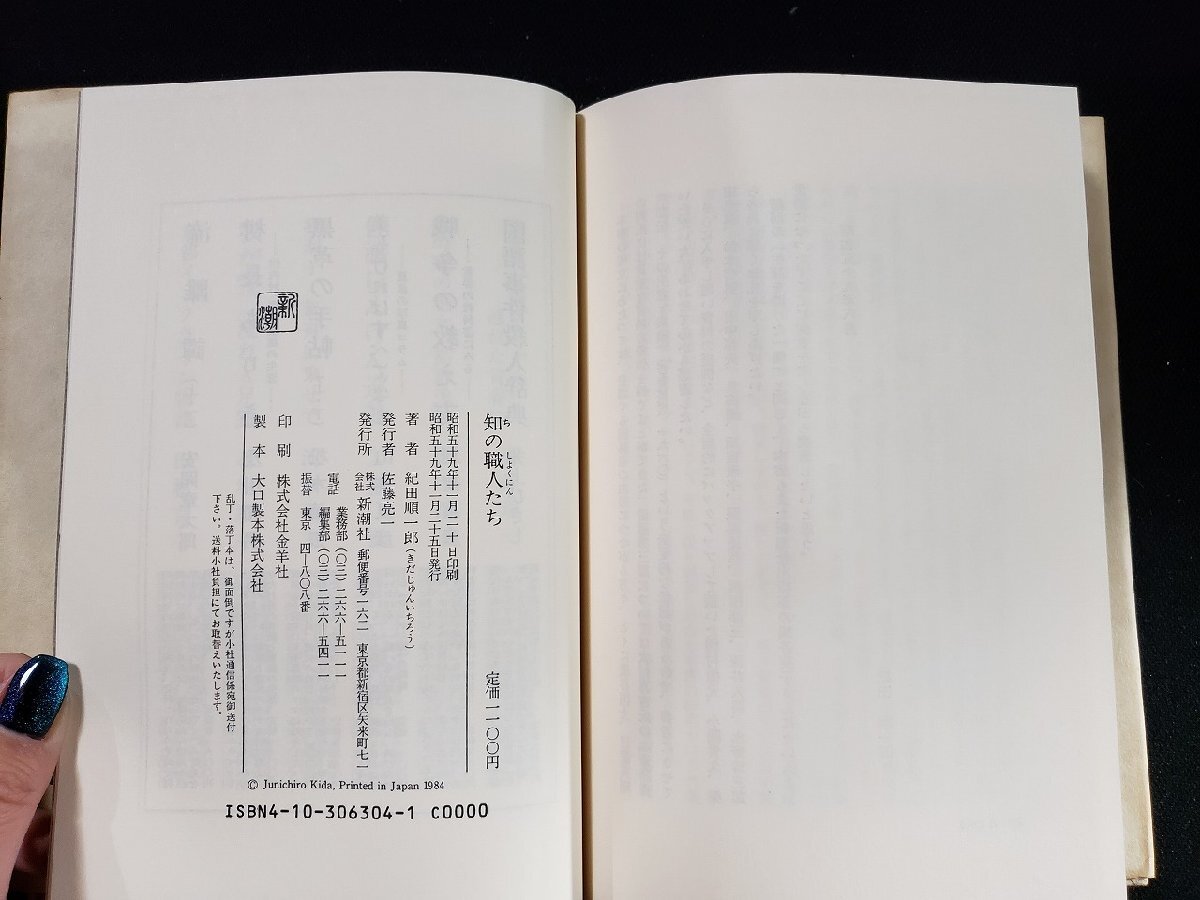 新潮
知の職人たち
ち
しょくにん
定価一一〇〇円
昭和五十九年十一月二十日印刷
昭和五十九年十一月二十五日発行
著者 紀田順一郎(きだじゅんいちろう)
発行者 佐藤亮一
発行所 株式会社 新潮社 郵便番号一六二 東京都新宿区矢来町七一
電話 業務部(〇三)二六六―五一一一
編集部(〇三)二六六―五四一一
振替 東京 四―八〇八番
印刷 株式会社金羊社
製本 大口製本株式会社
乱丁・落丁本は、御面倒ですが小社通信係宛御送付
下さい。送料小社負担にてお取替えいたします。
© Jurichiro Kida, Printed in Japan 1984
ISBN4-10-306304-1 C0000